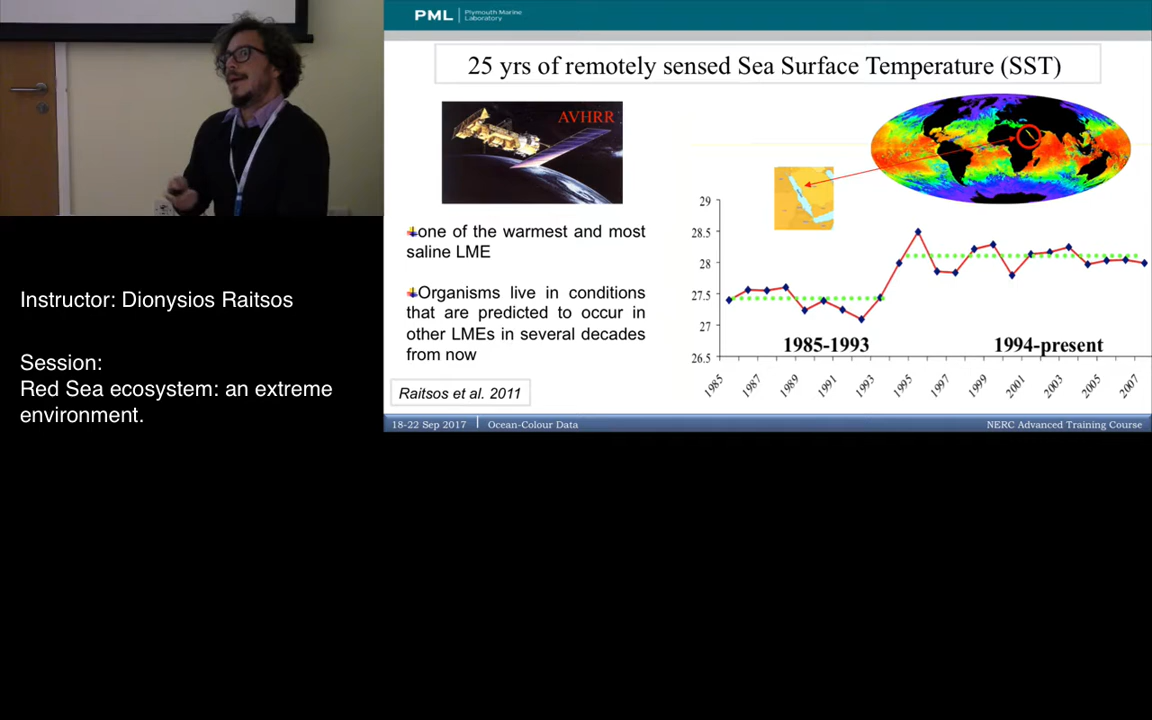 PML | Plymouth Marine
Laboratory
25 yrs of remotely sensed Sea Surface Temperature (SST)
AVHRR
one of the warmest and most
saline LME
Organisms live in conditions
that are predicted to occur in
other LMEs in several decades
from now
Raitsos et al. 2011
29
28.5
28
27.5
27
26.5
1985-1993
1994-present
1985
1987
1989
1991
1993
1995
1997
1999
2001
2003
2005
2007
Instructor: Dionysios Raitsos
Session:
Red Sea ecosystem: an extreme
environment.
18-22 Sep 2017 | Ocean-Colour Data
NERC Advanced Training Course